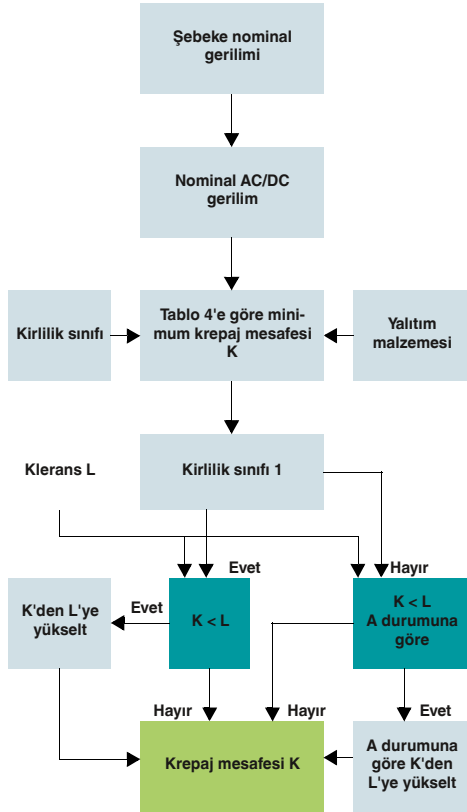 Şebeke nominal
gerilimi
Nominal AC/DC
gerilim
Kirlilik sınıfı
Tablo 4'e göre mini-
mum krepaj mesafesi
K
Yalıtım
malzemesi
Klerans L
Kirlilik sınıfı 1
Evet
Hayır
K'den L'ye
yükselt
Evet
K < L
K < L
A durumuna
göre
Hayır
Hayır
Evet
Krepaj mesafesi K
A durumuna
göre K'den
L'ye yükselt